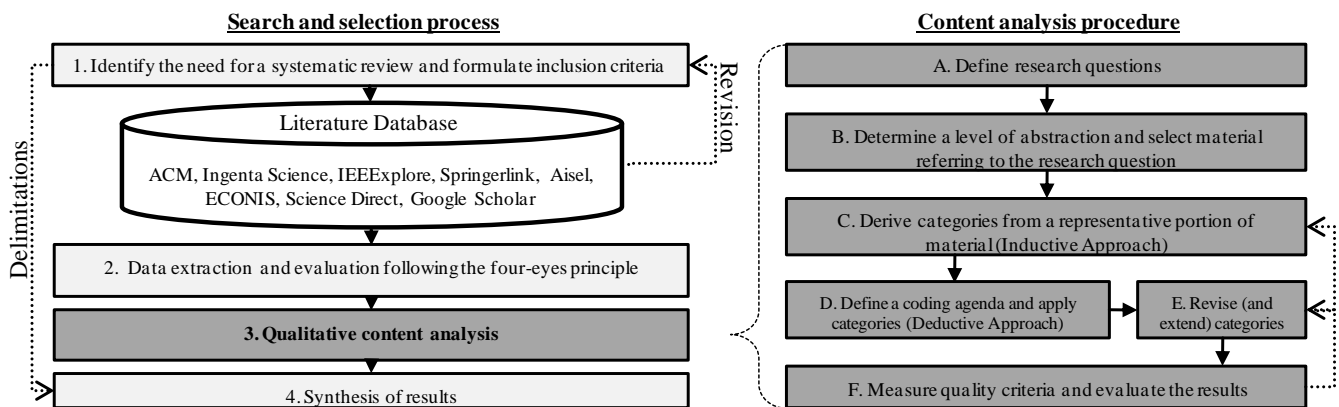 Search and selection process
1. Identify the need for a systematic review and formulate inclusion criteria
Literature Database
ACM, Ingenta Science, IEEExplore, Springerlink, Aisel,
ECONIS, Science Direct, Google Scholar
Revision
Delimitations
2. Data extraction and evaluation following the four-eyes principle
3. Qualitative content analysis
4. Synthesis of results
Content analysis procedure
A. Define research questions
B. Determine a level of abstraction and select material
referring to the research question
C. Derive categories from a representative portion of
material (Inductive Approach)
D. Define a coding agenda and apply
categories (Deductive Approach)
E. Revise (and
extend) categories
F. Measure quality criteria and evaluate the results